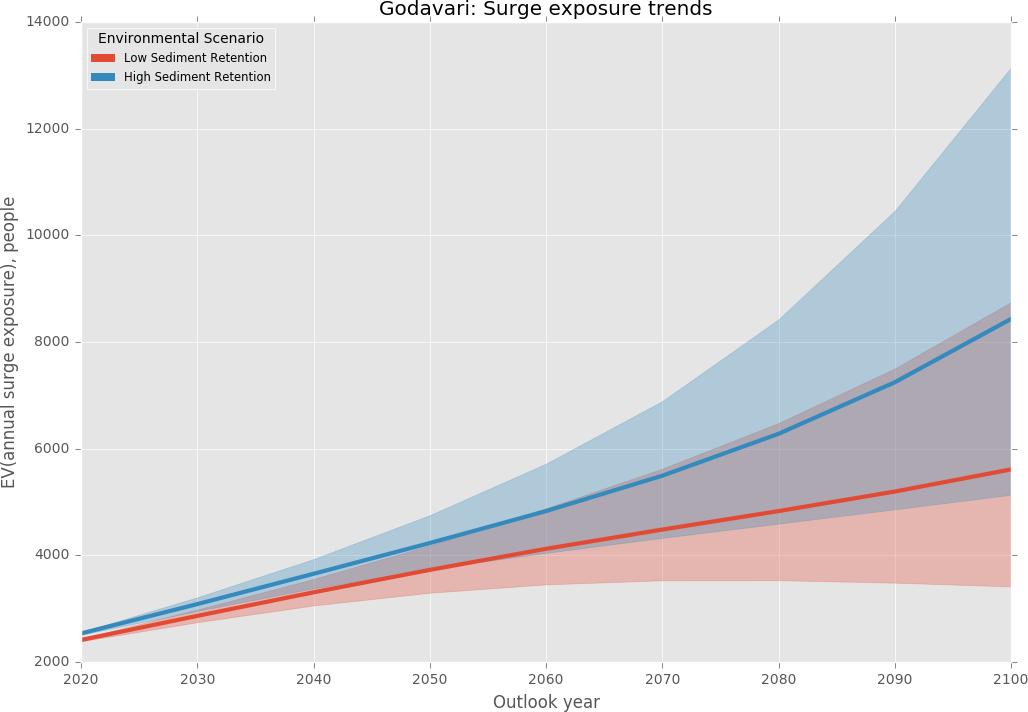 Godavari: Surge exposure trends
14000
12000
10000
8000
6000
4000
2000
EV(annual surge exposure), people
Environmental Scenario
Low Sediment Retention
High Sediment Retention
2020 2030 2040 2050 2060 2070 2080 2090 2100
Outlook year